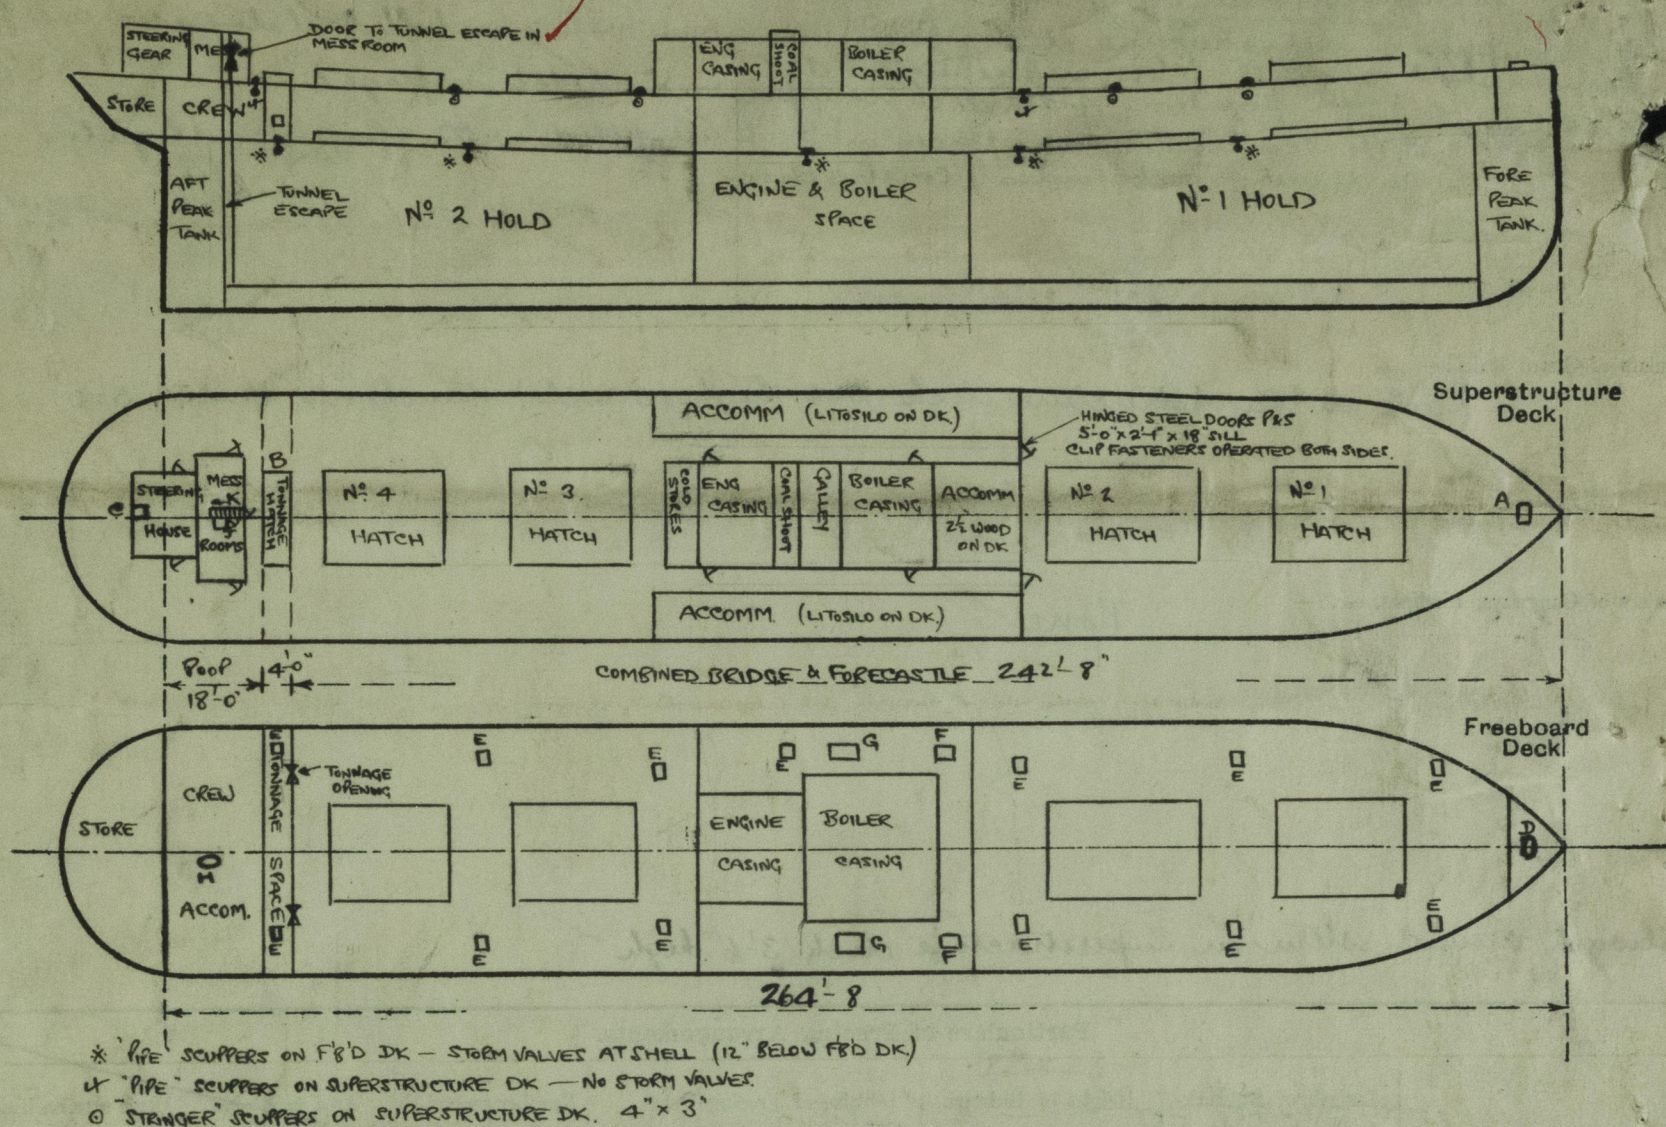 STEERING
GEAR
MESS
DOOR TO TUNNEL ESCAPE IN
MESS ROOM
ENG
CASING
COAL
SHOOT
BOILER
CASING
STORE
CREW
AFT
PEAK
TANK
TUNNEL
ESCAPE
Nº 2 HOLD
ENGINE & BOILER
SPACE
Nº 1 HOLD
FORE
PEAK
TANK.
Superstructure
Deck
ACCOMM (LITOSILO ON DK.)
HINGED STEEL DOORS P&S
5'-0" x 2'-4" x 18" SILL
CLIP FASTENERS OPERATED BOTH SIDES.
C
STEERING
HOUSE
MESS
ROOMS
B
TONNAGE
HATCH
Nº 4
HATCH
Nº 3.
HATCH
COLD
STORES
ENG
CASING
COAL SHOOT
GALLEY
BOILER
CASING
ACCOMM
2½ WOOD
ON DK
Nº 2
HATCH
Nº 1
HATCH
A
ACCOMM. (LITOSILO ON DK.)
POOP
18'-0"
4'-0"
COMBINED BRIDGE & FORECASTLE 242'-8"
Freeboard
Deck
STORE
CREW
ACCOM.
H
E
TONNAGE SPACE
E
TONNAGE
OPENING
E
E
E
G
F
E
E
E
ENGINE
CASING
BOILER
CASING
D
E
E
G
F
E
E
E
264'-8
※ 'PIPE' SCUPPERS ON F'B'D DK — STORM VALVES AT SHELL (12" BELOW F'B'D DK.)
"PIPE" SCUPPERS ON SUPERSTRUCTURE DK — NO STORM VALVES.
⊙ "STRINGER" SCUPPERS ON SUPERSTRUCTURE DK. 4" x 3"